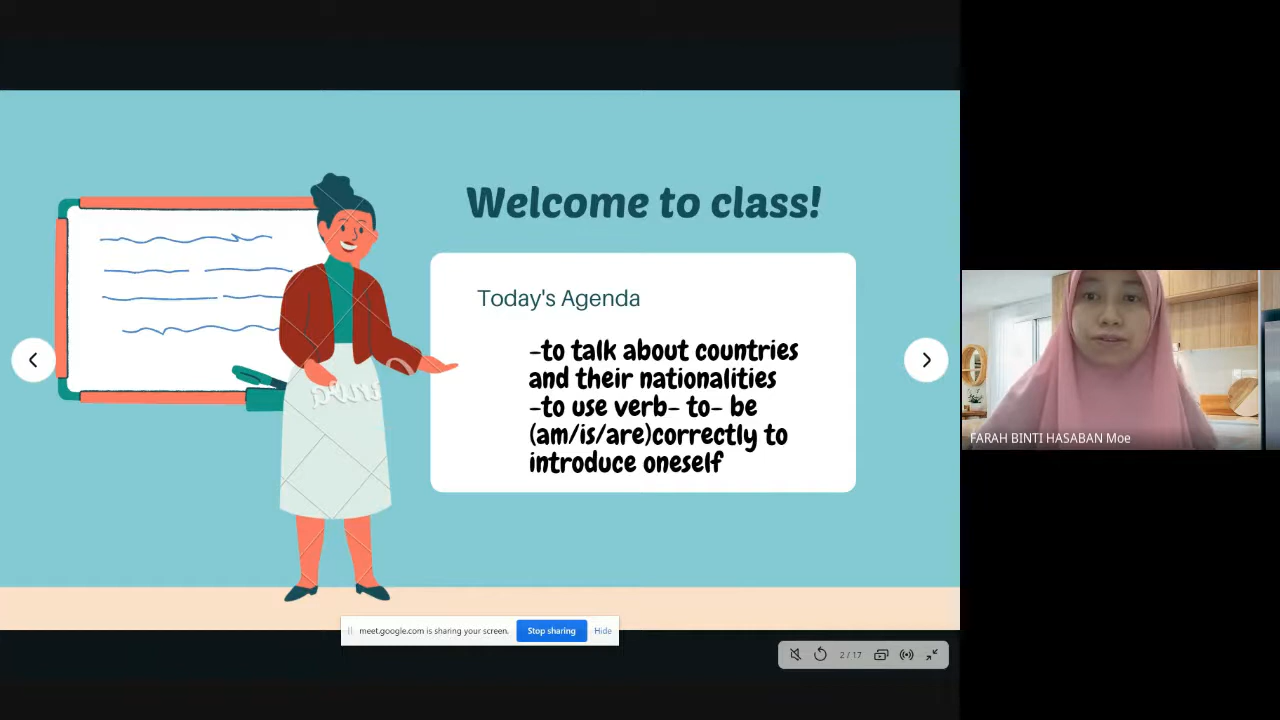 Welcome to class!
Today's Agenda
-to talk about countries
and their nationalities
-to use verb- to- be
(am/is/are)correctly to
introduce oneself
FARAH BINTI HASABAN Moe
meet.google.com is sharing your screen.
Stop sharing
Hide
2 / 17